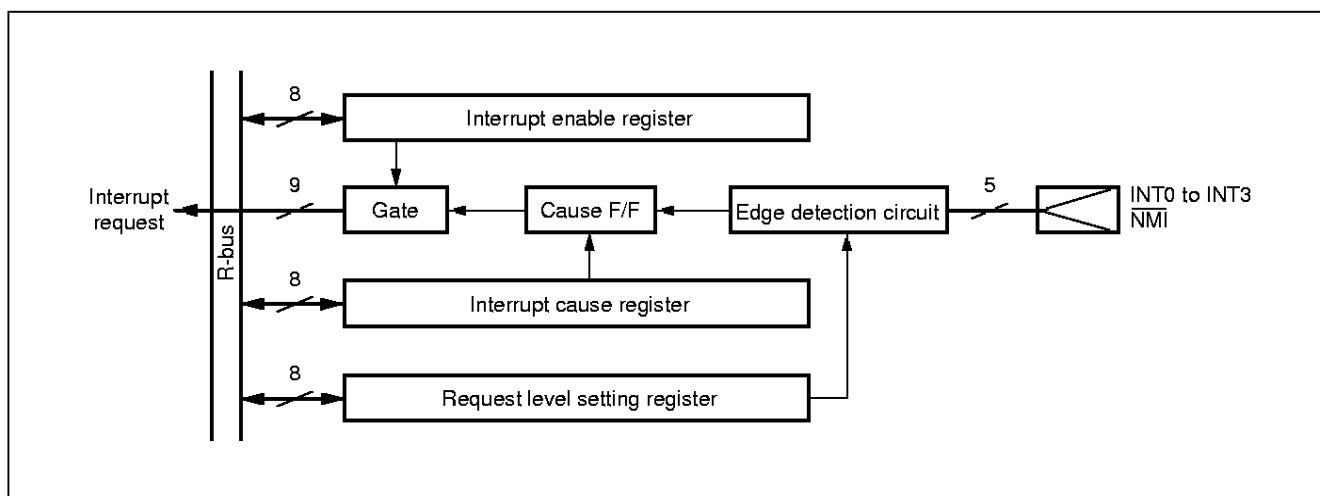 8
Interrupt enable register
Interrupt
request
9
Gate
Cause F/F
Edge detection circuit
5
INT0 to INT3
NMI
R-bus
8
Interrupt cause register
8
Request level setting register